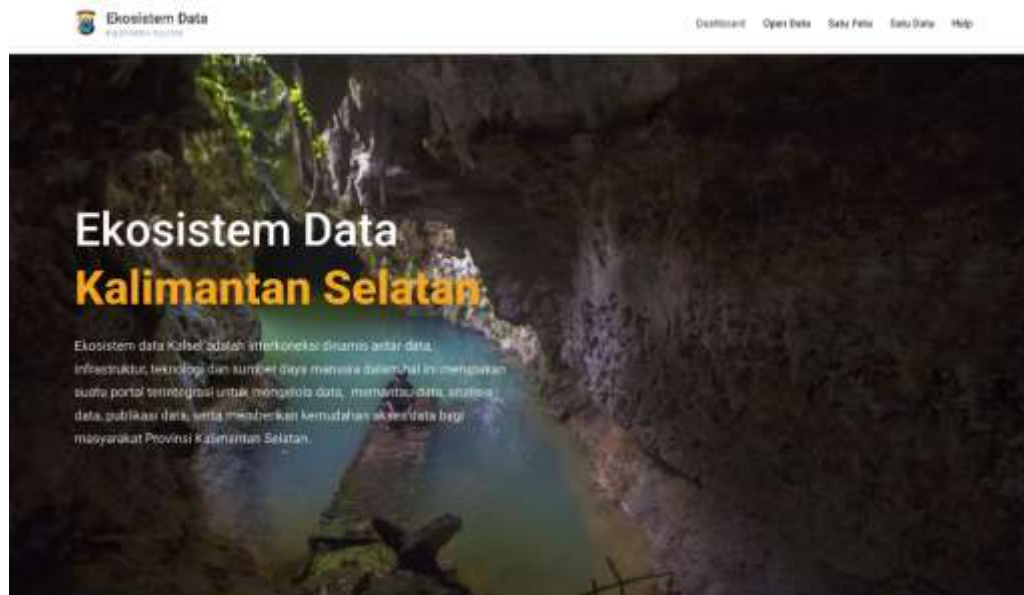 Ekosistem Data
Kalimantan Selatan
Dashboard Open Data Satu Peta Satu Data Help
Ekosistem Data
Kalimantan Selatan
Ekosistem data Kalsel adalah interkoneksi dinamis antar data,
infrastruktur, teknologi dan sumber daya manusia dalam hal ini merupakan
suatu portal terintegrasi untuk mengelola data, memantau data, analisis
data, publikasi data, serta memberikan kemudahan akses data bagi
masyarakat Provinsi Kalimantan Selatan.